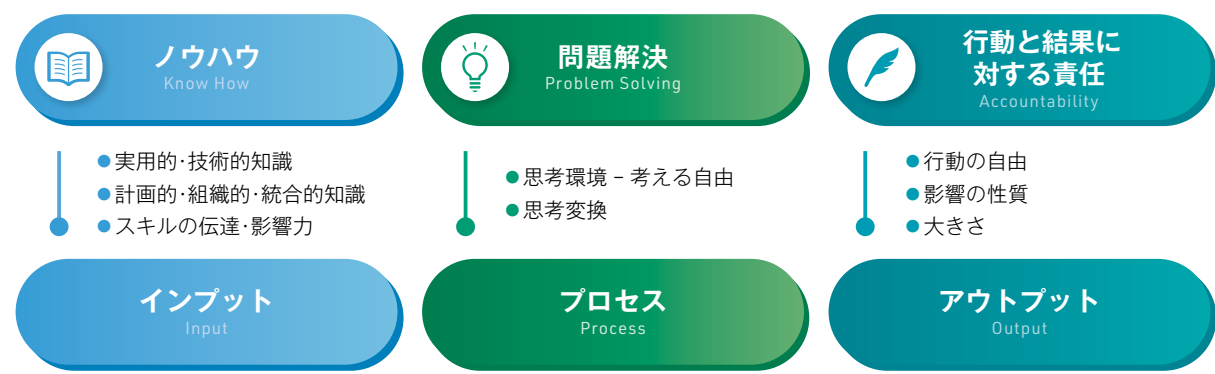 ノウハウ
Know How
問題解決
Problem Solving
行動と結果に
対する責任
Accountability
●実用的・技術的知識
●計画的・組織的・統合的知識
●スキルの伝達・影響力
●思考環境 – 考える自由
●思考変換
●行動の自由
●影響の性質
●大きさ
インプット
Input
プロセス
Process
アウトプット
Output